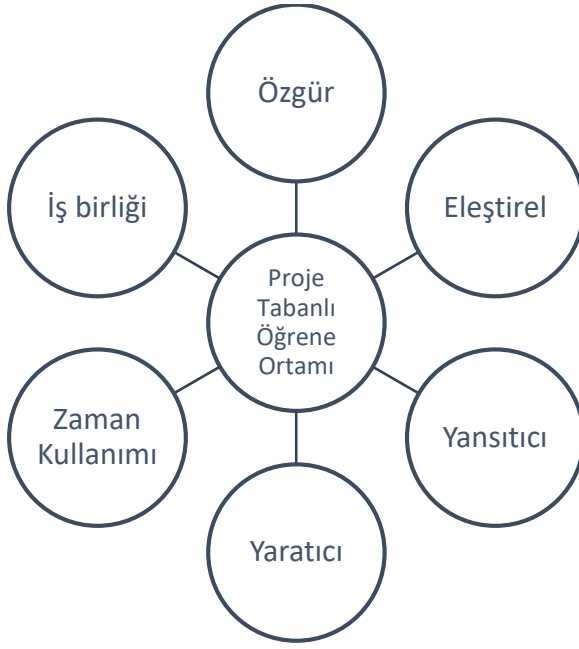 Özgür
İş birliği
Eleştirel
Proje
Tabanlı
Öğrene
Ortamı
Zaman
Kullanımı
Yansıtıcı
Yaratıcı